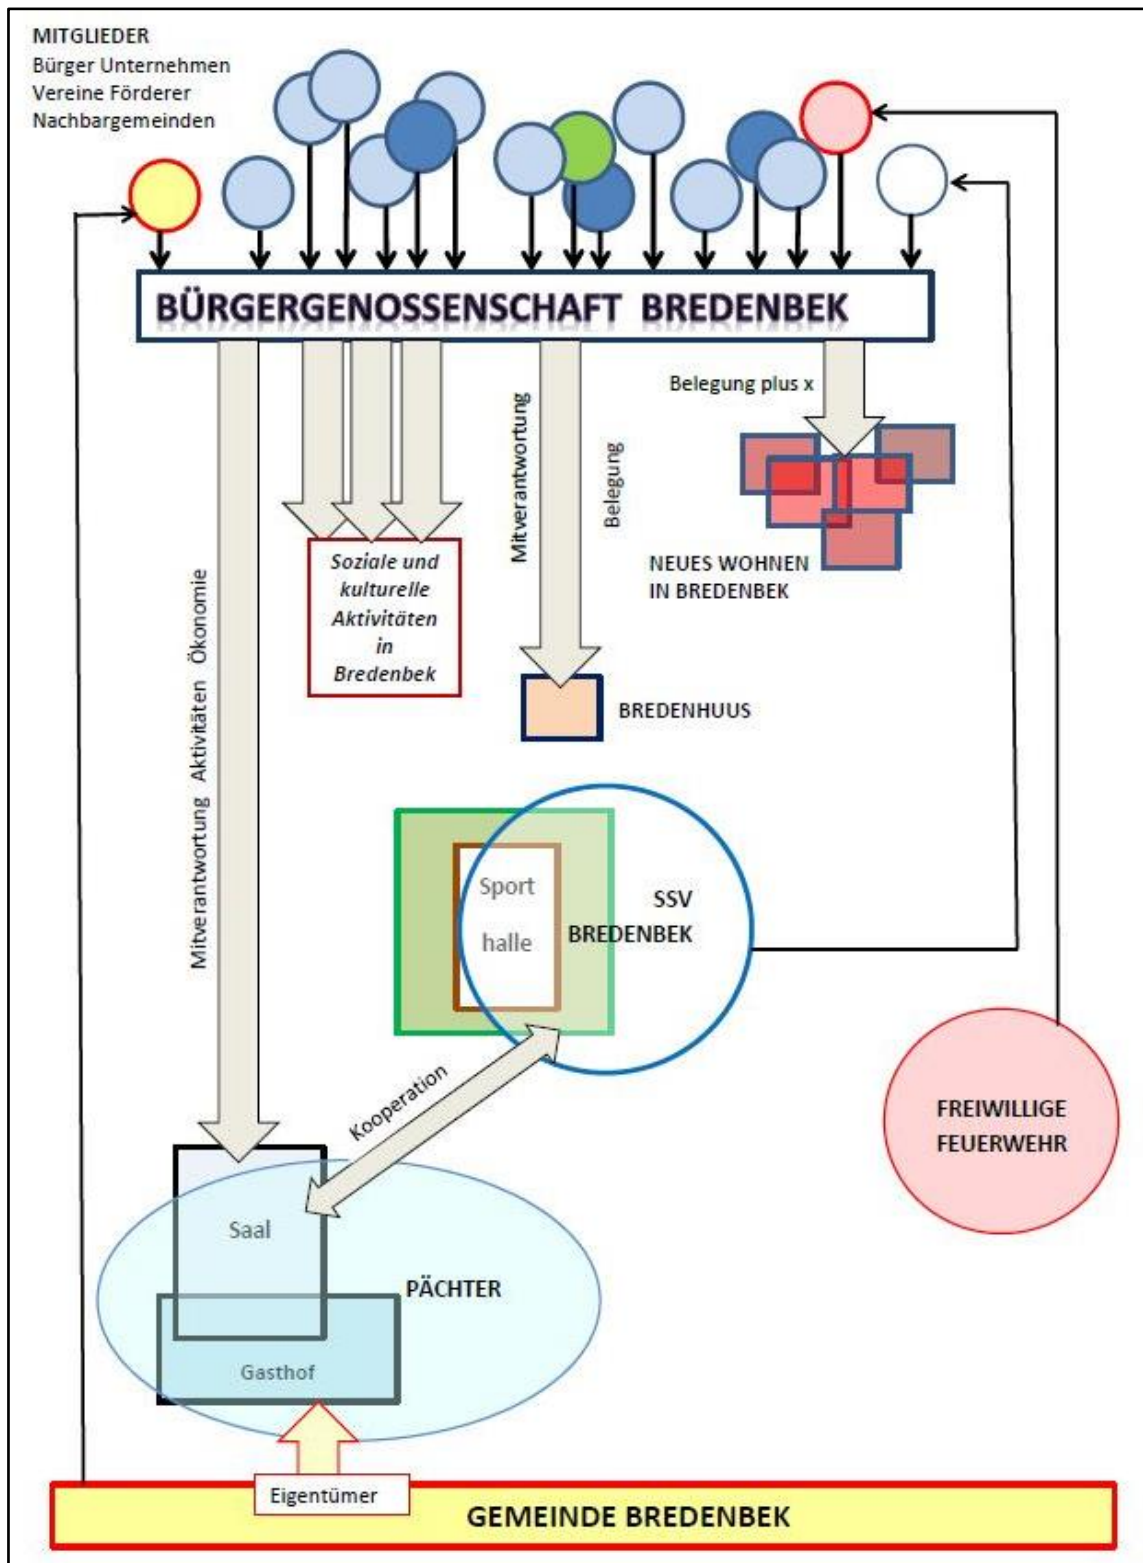 MITGLIEDER
Bürger Unternehmen
Vereine Förderer
Nachbargemeinden
BÜRGERGENOSSENSCHAFT BREDENBEK
Belegung plus x
Mitverantwortung
Belegung
NEUES WOHNEN
IN BREDENBEK
Soziale und
kulturelle
Aktivitäten
in
Bredenbek
Mitverantwortung Aktivitäten Ökonomie
BREDENHUUS
Sport
halle
SSV
BREDENBEK
Kooperation
FREIWILLIGE
FEUERWEHR
Saal
PÄCHTER
Gasthof
Eigentümer
GEMEINDE BREDENBEK